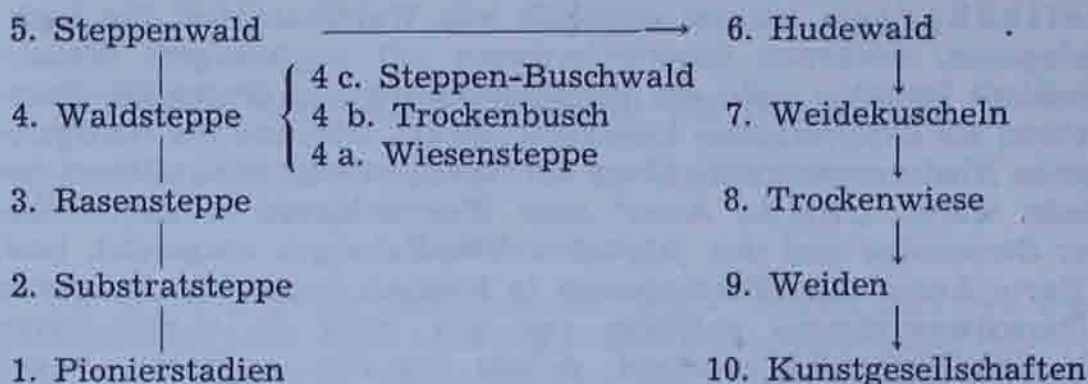 5. Steppenwald → 6. Hudewald
4 c. Steppen-Buschwald
4. Waldsteppe 4 b. Trockenbusch 7. Weidekuscheln
4 a. Wiesensteppe
3. Rasensteppe 8. Trockenwiese
2. Substratsteppe 9. Weiden
1. Pionierstadien 10. Kunstgesellschaften